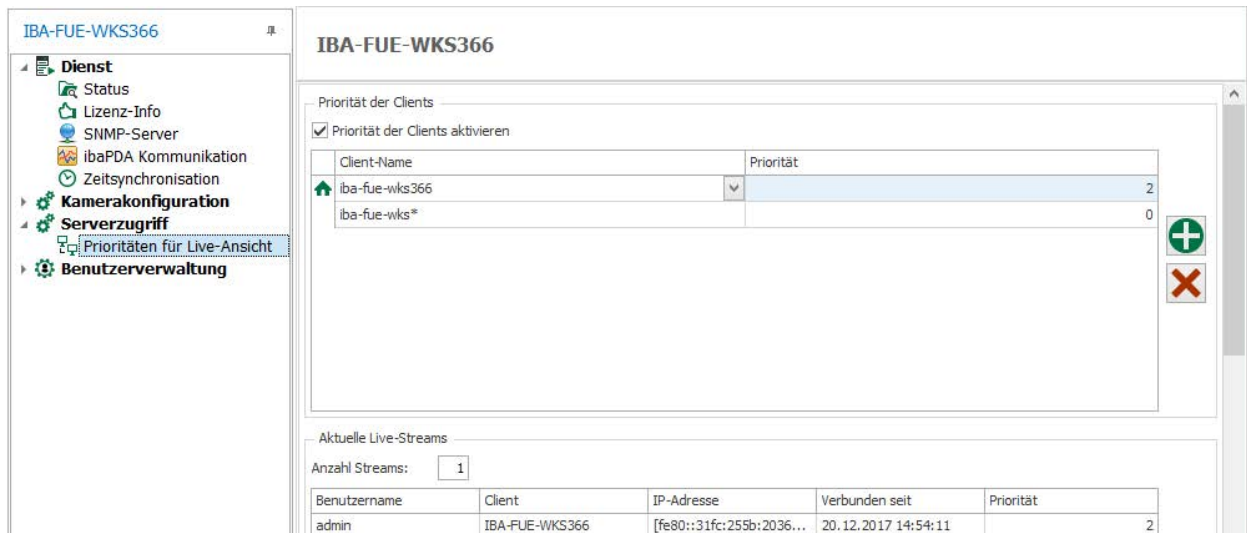 IBA-FUE-WKS366
Dienst
Status
Lizenz-Info
SNMP-Server
ibaPDA Kommunikation
Zeitsynchronisation
Kamerakonfiguration
Serverzugriff
Prioritäten für Live-Ansicht
Benutzerverwaltung
IBA-FUE-WKS366
Priorität der Clients
Priorität der Clients aktivieren
Client-Name Priorität
iba-fue-wks366 2
iba-fue-wks* 0
Aktuelle Live-Streams
Anzahl Streams: 1
Benutzername Client IP-Adresse Verbunden seit Priorität
admin IBA-FUE-WKS366 [fe80::31fc:255b:2036... 20.12.2017 14:54:11 2